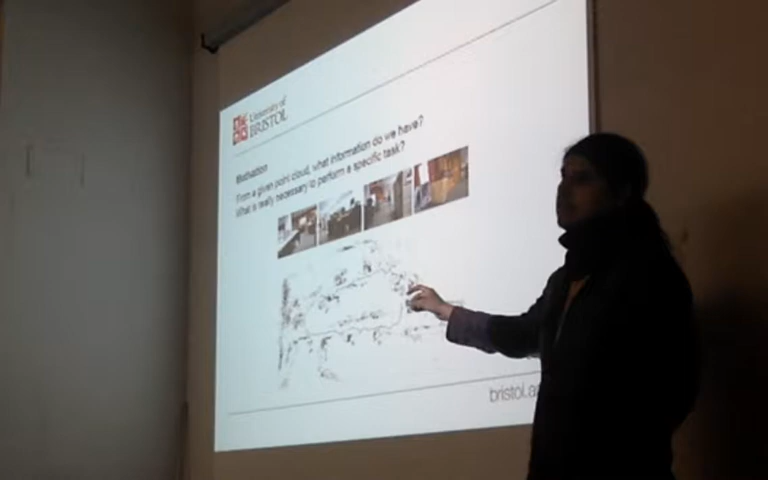 University of
BRISTOL
Motivation
From a given point cloud, what information do we have?
What is really necessary to perform a specific task?
bristol.a